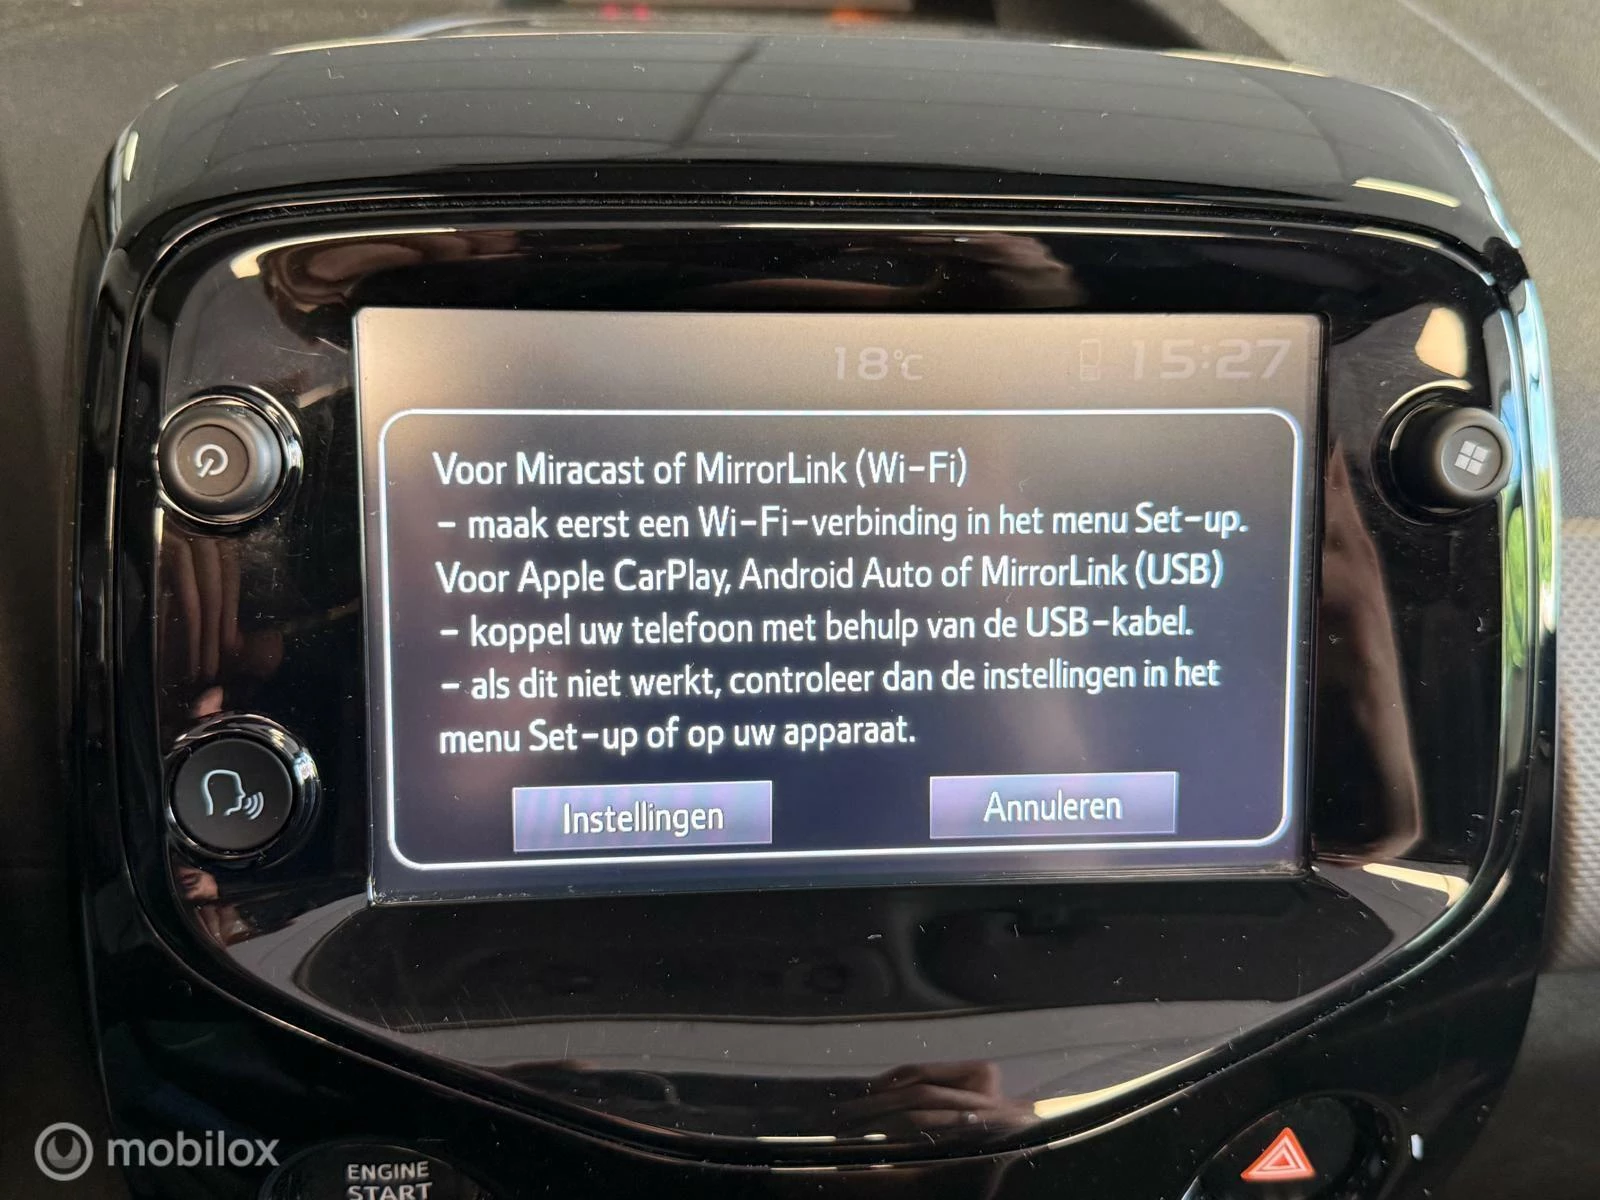 18°C 15:27
Voor Miracast of MirrorLink (Wi-Fi)
- maak eerst een Wi-Fi-verbinding in het menu Set-up.
Voor Apple CarPlay, Android Auto of MirrorLink (USB)
- koppel uw telefoon met behulp van de USB-kabel.
- als dit niet werkt, controleer dan de instellingen in het
menu Set-up of op uw apparaat.
Instellingen Annuleren
mobilox
ENGINE
START